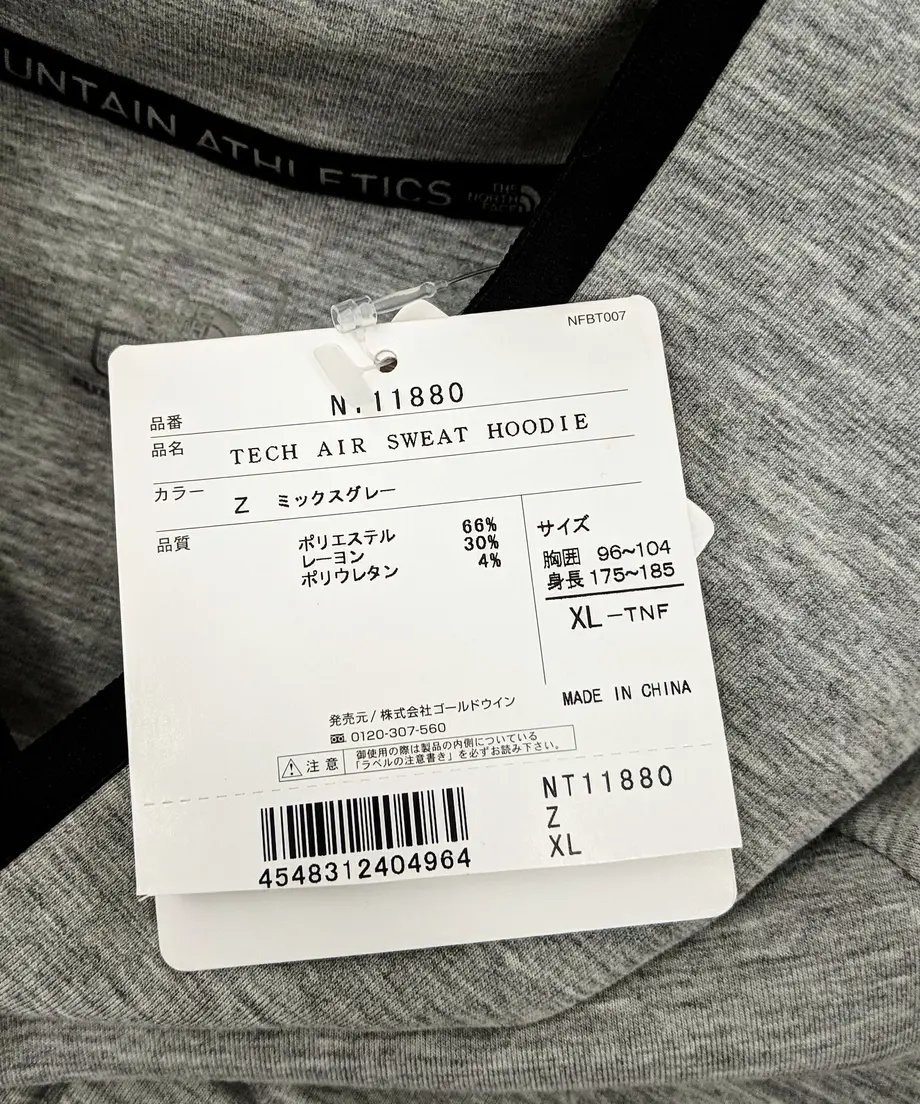 UNTAIN ATHLETICS THE NORTH FACE
NFBT007
品番 NT11880
品名 TECH AIR SWEAT HOODIE
カラー Z ミックスグレー
品質 ポリエステル 66%
レーヨン 30%
ポリウレタン 4%
サイズ
胸囲 96~104
身長 175~185
XL-TNF
MADE IN CHINA
発売元/株式会社ゴールドウイン
0120-307-560
注意 御使用の際は製品の内側についている
「ラベルの注意書き」を必ずお読み下さい。
4548312404964
NT11880
Z
XL